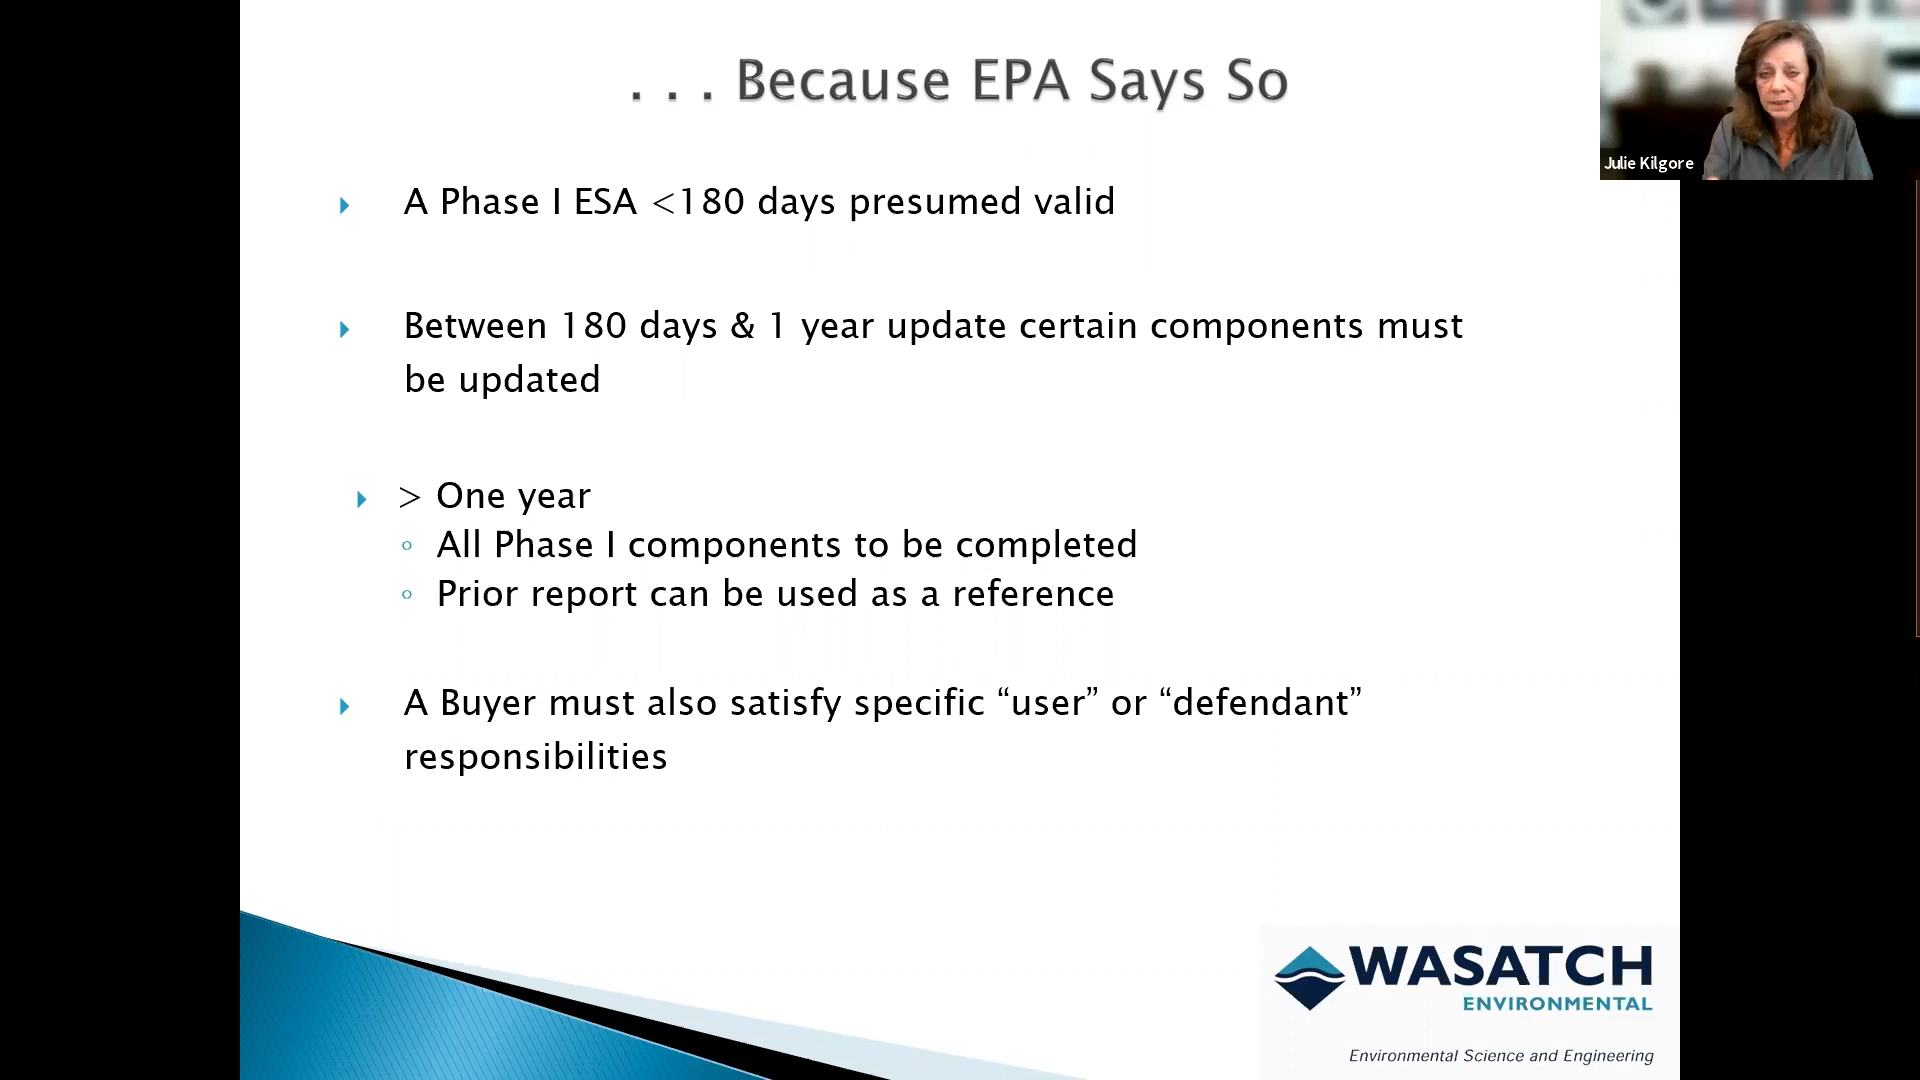 . . . Because EPA Says So
Julie Kilgore
A Phase I ESA <180 days presumed valid
Between 180 days & 1 year update certain components must
be updated
> One year
All Phase I components to be completed
Prior report can be used as a reference
A Buyer must also satisfy specific “user” or “defendant”
responsibilities
WASATCH
ENVIRONMENTAL
Environmental Science and Engineering